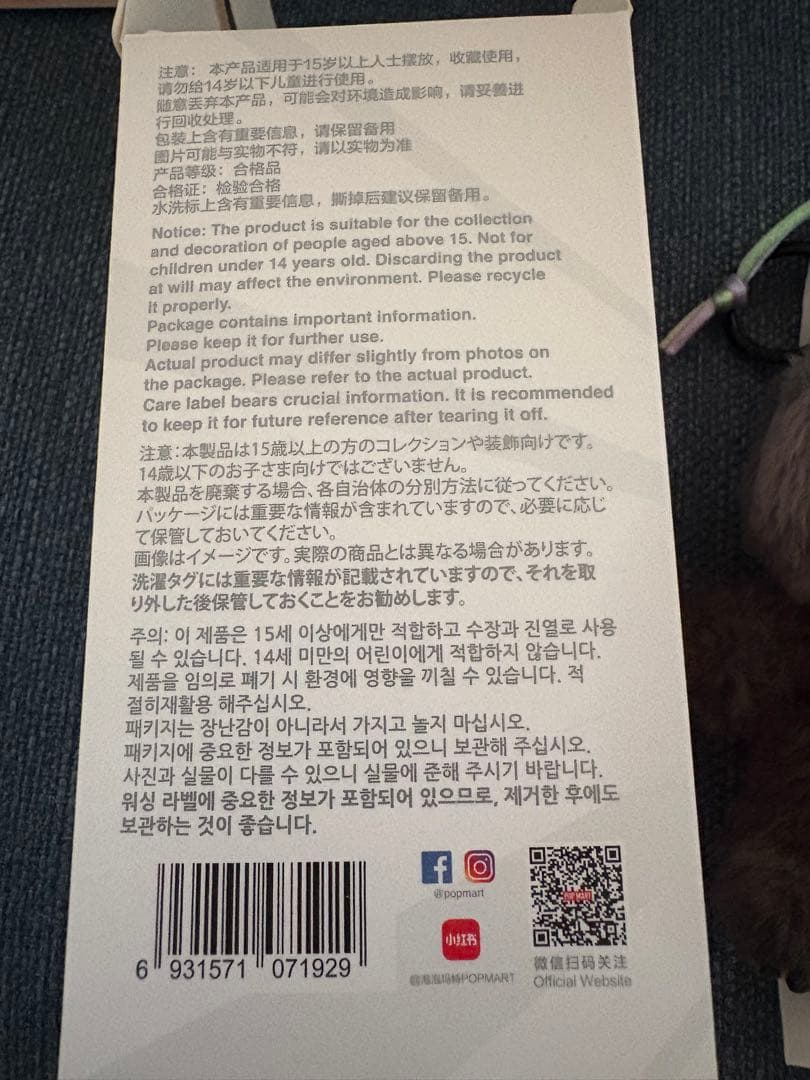 注意：本产品适用于15岁以上人士摆放，收藏使用，
请勿给14岁以下儿童进行使用。
随意丢弃本产品，可能会对环境造成影响，请妥善进
行回收处理。
包装上含有重要信息，请保留备用
图片可能与实物不符，请以实物为准
产品等级：合格品
合格证：检验合格
水洗标上含有重要信息，撕掉后建议保留备用。
Notice: The product is suitable for the collection
and decoration of people aged above 15. Not for
children under 14 years old. Discarding the product
at will may affect the environment. Please recycle
it properly.
Package contains important information.
Please keep it for further use.
Actual product may differ slightly from photos on
the package. Please refer to the actual product.
Care label bears crucial information. It is recommended
to keep it for future reference after tearing it off.
注意：本製品は15歳以上の方のコレクションや装飾向けです。
14歳以下のお子さま向けではございません。
本製品を廃棄する場合、各自治体の分別方法に従ってください。
パッケージには重要な情報が含まれていますので、必要に応じ
て保管しておいてください。
画像はイメージです。実際の商品とは異なる場合があります。
洗濯タグには重要な情報が記載されていますので、それを取
り外した後保管しておくことをお勧めします。
주의: 이 제품은 15세 이상에게만 적합하고 수장과 진열로 사용
될 수 있습니다. 14세 미만의 어린이에게 적합하지 않습니다.
제품을 임의로 폐기 시 환경에 영향을 끼칠 수 있습니다. 적
절히재활용 해주십시오.
패키지는 장난감이 아니라서 가지고 놀지 마십시오.
패키지에 중요한 정보가 포함되어 있으니 보관해 주십시오.
사진과 실물이 다를 수 있으니 실물에 준해 주시기 바랍니다.
워싱 라벨에 중요한 정보가 포함되어 있으므로, 제거한 후에도
보관하는 것이 좋습니다.
6 931571 071929
@popmart
小红书
@泡泡玛特POPMART
POP MART
微信扫码关注
Official Website